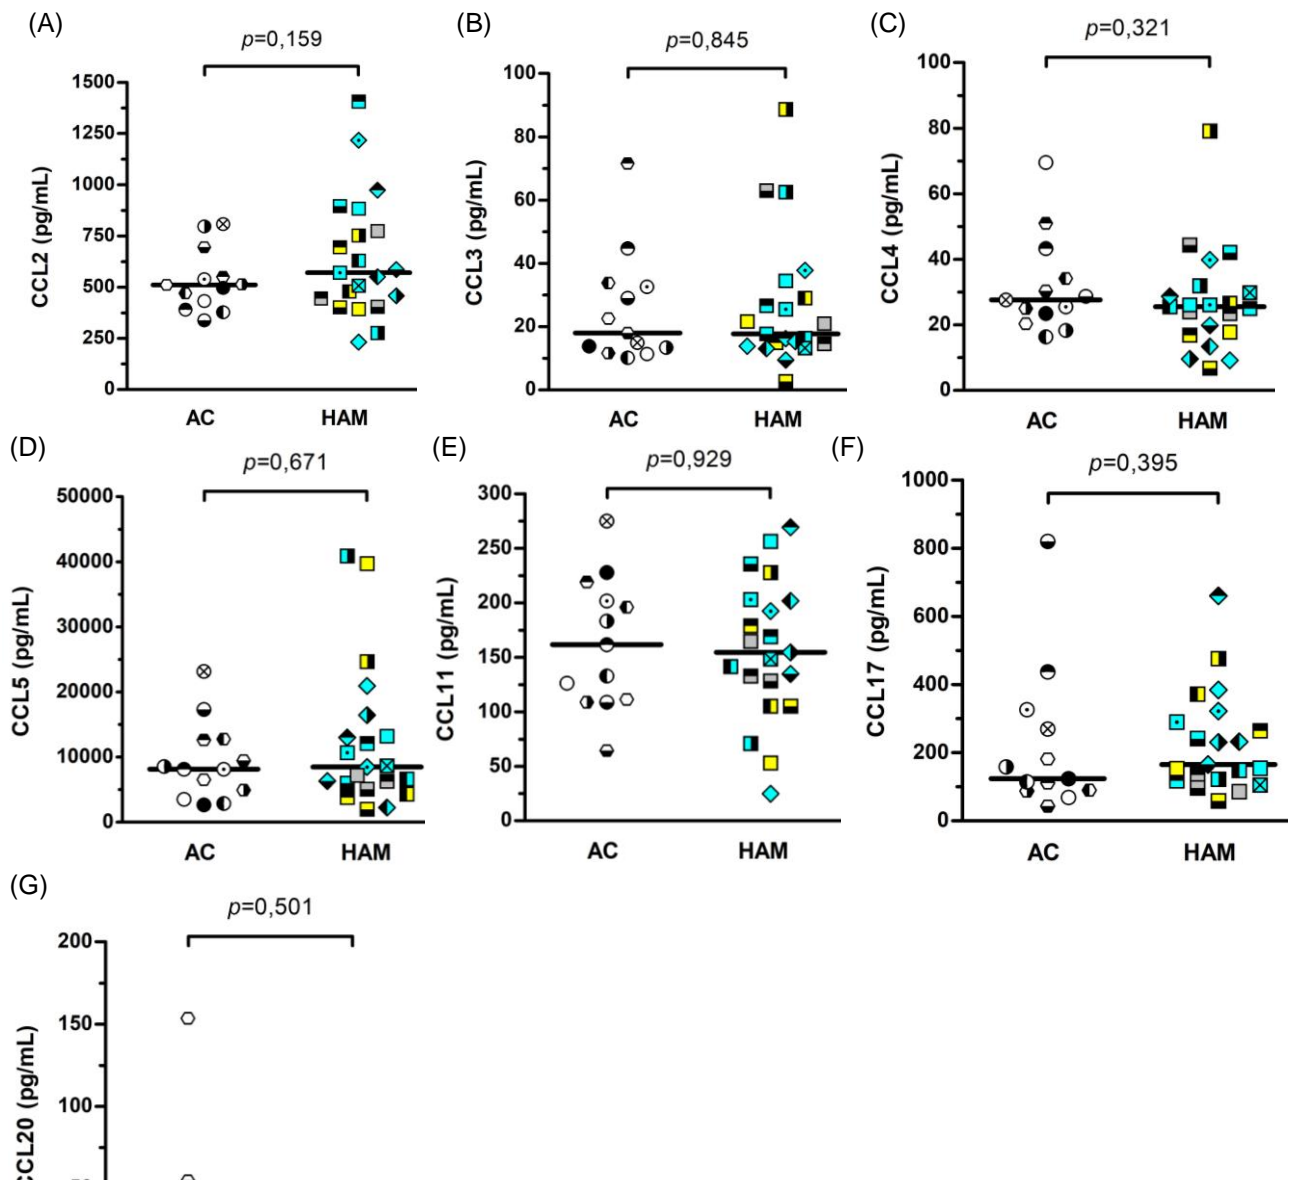 (A)
p=0,159
CCL2 (pg/mL)
1500
1250
1000
750
500
250
0
AC HAM
(B)
p=0,845
CCL3 (pg/mL)
100
80
60
40
20
0
AC HAM
(C)
p=0,321
CCL4 (pg/mL)
100
80
60
40
20
0
AC HAM
(D)
p=0,671
CCL5 (pg/mL)
50000
40000
30000
20000
10000
0
AC HAM
(E)
p=0,929
CCL11 (pg/mL)
300
250
200
150
100
50
0
AC HAM
(F)
p=0,395
CCL17 (pg/mL)
1000
800
600
400
200
0
AC HAM
(G)
p=0,501
CCL20 (pg/mL)
200
150
100